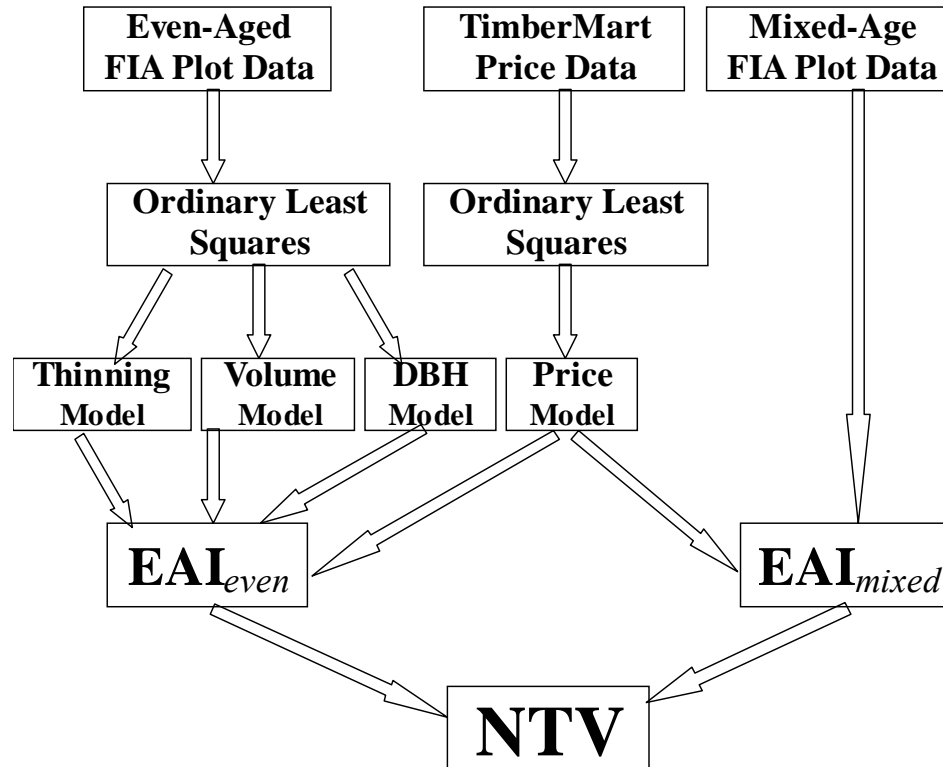 Even-Aged
FIA Plot Data
TimberMart
Price Data
Mixed-Age
FIA Plot Data
Ordinary Least
Squares
Ordinary Least
Squares
Thinning
Model
Volume
Model
DBH
Model
Price
Model
EAIeven
EAImixed
NTV